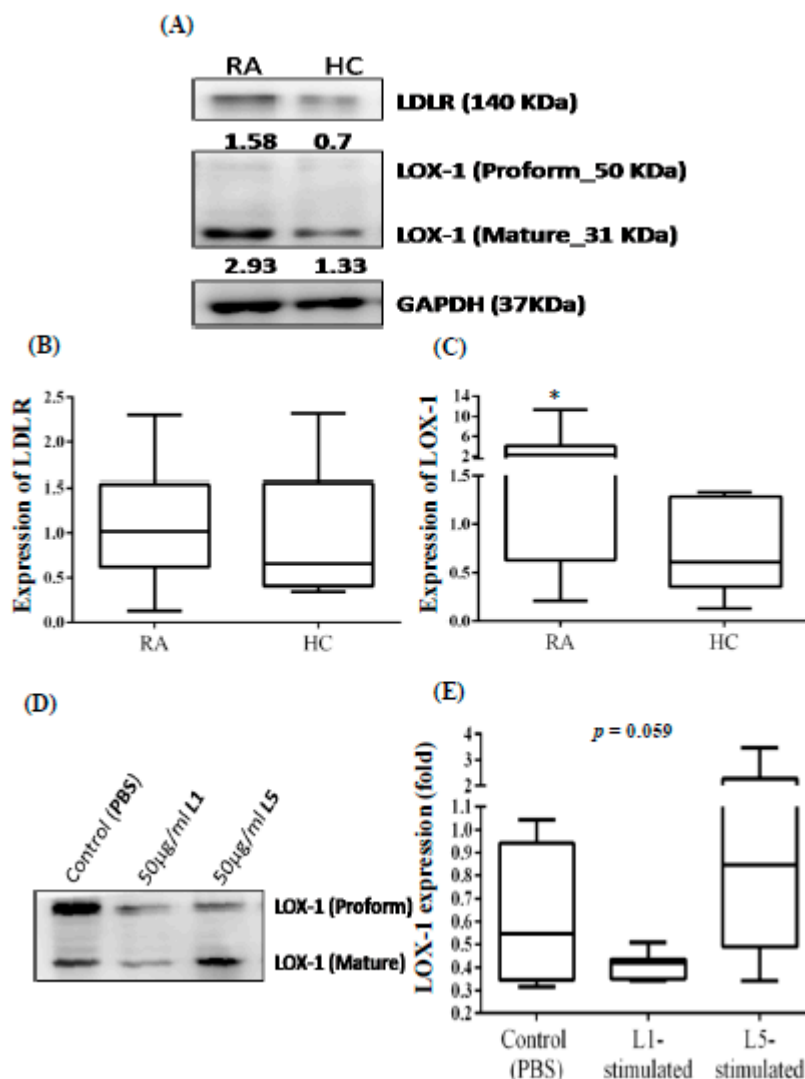 (A)
RA HC
LDLR (140 KDa)
1.58 0.7
LOX-1 (Proform_50 KDa)
LOX-1 (Mature_31 KDa)
2.93 1.33
GAPDH (37KDa)
(B)
Expression of LDLR
2.5
2.0
1.5
1.0
0.5
0.0
RA HC
(C)
Expression of LOX-1
14
10
6
2
1.5
1.0
0.5
0.0
*
RA HC
(D)
Control (PBS)
50µg/ml L1
50µg/ml L5
LOX-1 (Proform)
LOX-1 (Mature)
(E)
p = 0.059
LOX-1 expression (fold)
4
3
2
1.1
1.0
0.9
0.8
0.7
0.6
0.5
0.4
0.3
0.2
Control L1- L5-
(PBS) stimulated stimulated